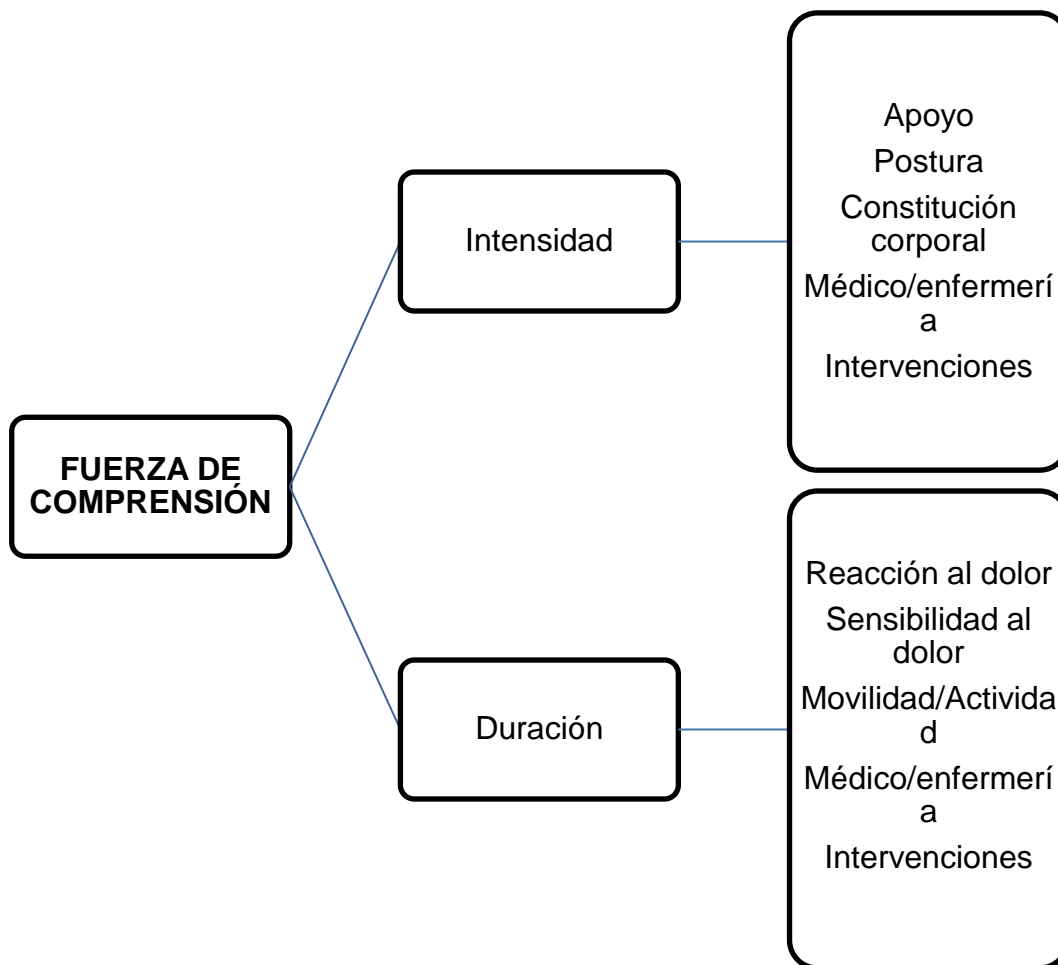 FUERZA DE
COMPRENSIÓN
Intensidad
Apoyo
Postura
Constitución
corporal
Médico/enfermerí
a
Intervenciones
Duración
Reacción al dolor
Sensibilidad al
dolor
Movilidad/Activida
d
Médico/enfermerí
a
Intervenciones